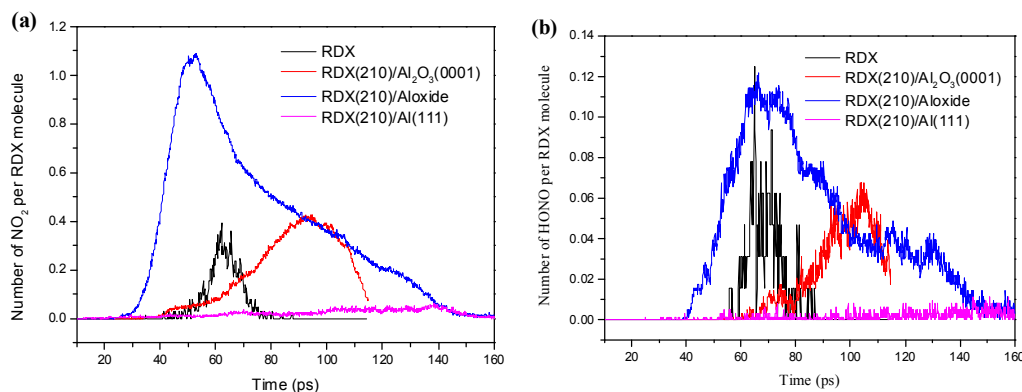 (a)
1.2
1.0
0.8
0.6
0.4
0.2
0.0
Number of NO₂ per RDX molecule
RDX
RDX(210)/Al₂O₃(0001)
RDX(210)/Aloxide
RDX(210)/Al(111)
20 40 60 80 100 120 140 160
Time (ps)
(b)
0.14
0.12
0.10
0.08
0.06
0.04
0.02
0.00
Number of HONO per RDX molecule
RDX
RDX(210)/Al₂O₃(0001)
RDX(210)/Aloxide
RDX(210)/Al(111)
20 40 60 80 100 120 140 160
Time (ps)